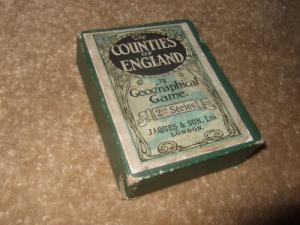 The
COUNTIES
OF
ENGLAND
A
Geographical
Game.
2nd Series
JAQUES & SON, Ltd.
LONDON.